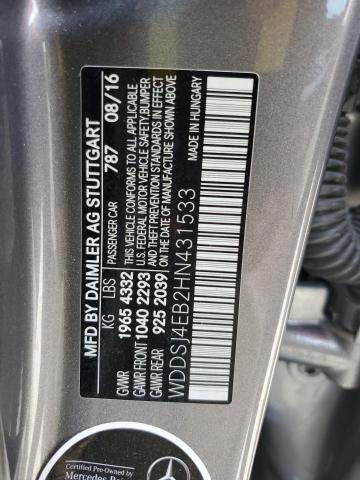 MFD BY DAIMLER AG STUTTGART
PASSENGER CAR 787 08/16
KG LBS
GVWR 1965 4332
GAWR FRONT 1040 2293
GAWR REAR 925 2039
THIS VEHICLE CONFORMS TO ALL APPLICABLE
U.S. FEDERAL MOTOR VEHICLE SAFETY, BUMPER
AND THEFT PREVENTION STANDARDS IN EFFECT
ON THE DATE OF MANUFACTURE SHOWN ABOVE
WDDSJ4EB2HN431533
MADE IN HUNGARY
Certified Pre-Owned by